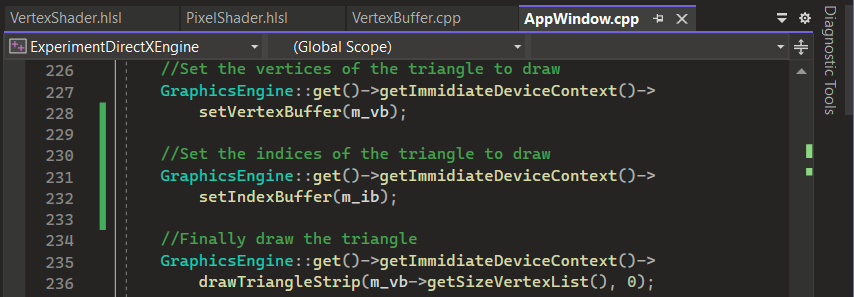 VertexShader.hlsl PixelShader.hlsl VertexBuffer.cpp AppWindow.cpp
ExperimentDirectXEngine (Global Scope)
226 //Set the vertices of the triangle to draw
227 GraphicsEngine::get()->getImmidiateDeviceContext()->
228 setVertexBuffer(m_vb);
229
230 //Set the indices of the triangle to draw
231 GraphicsEngine::get()->getImmidiateDeviceContext()->
232 setIndexBuffer(m_ib);
233
234 //Finally draw the triangle
235 GraphicsEngine::get()->getImmidiateDeviceContext()->
236 drawTriangleStrip(m_vb->getSizeVertexList(), 0);
Diagnostic Tools